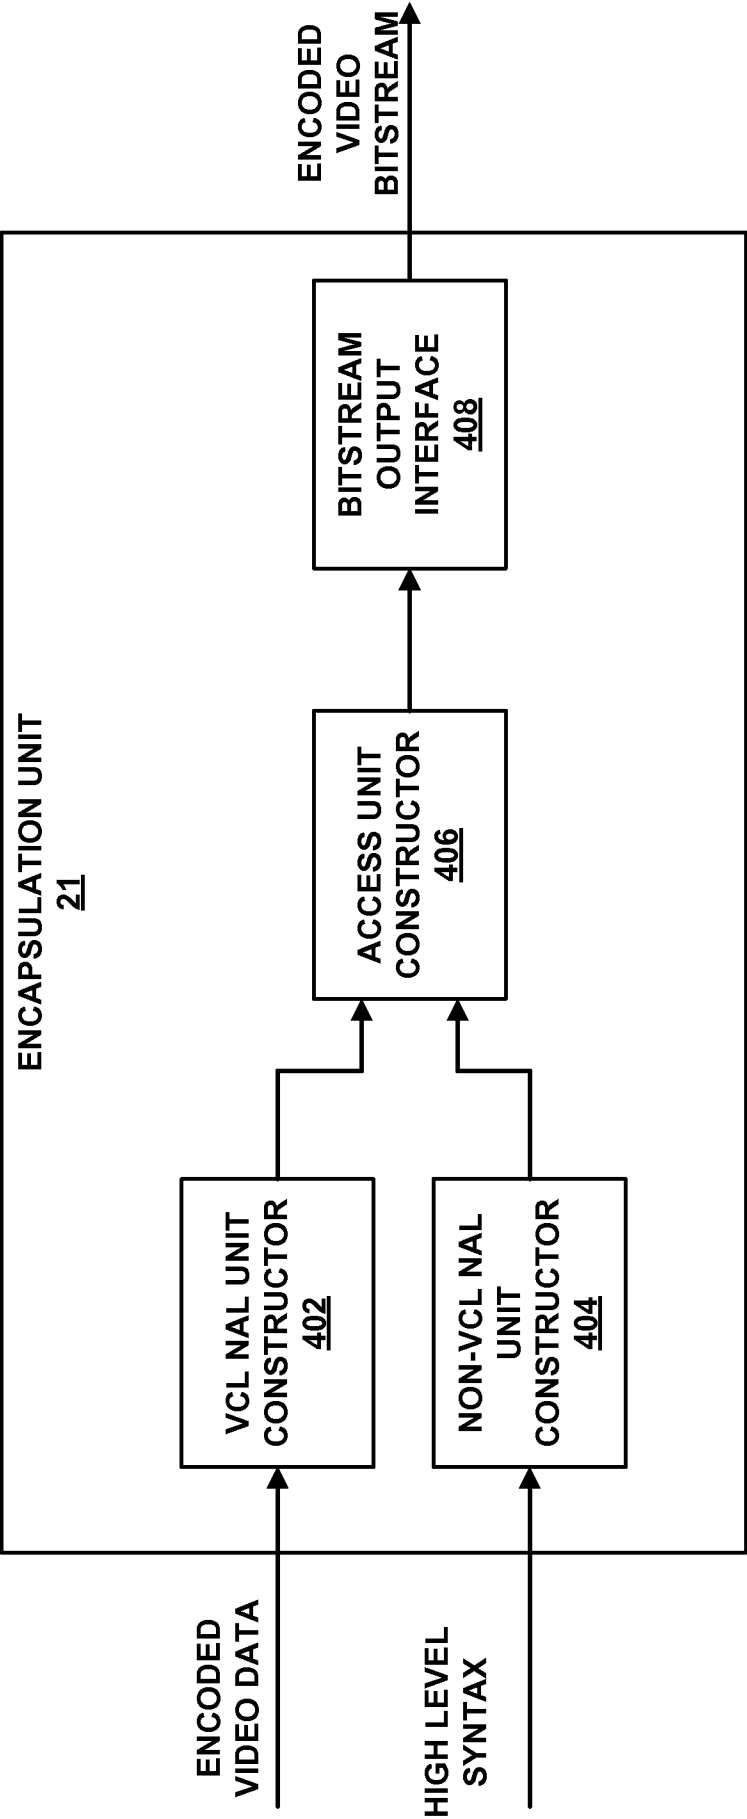 ENCAPSULATION UNIT
21
ENCODED
VIDEO DATA
VCL NAL UNIT
CONSTRUCTOR
402
HIGH LEVEL
SYNTAX
NON-VCL NAL
UNIT
CONSTRUCTOR
404
ACCESS UNIT
CONSTRUCTOR
406
BITSTREAM
OUTPUT
INTERFACE
408
ENCODED
VIDEO
BITSTREAM